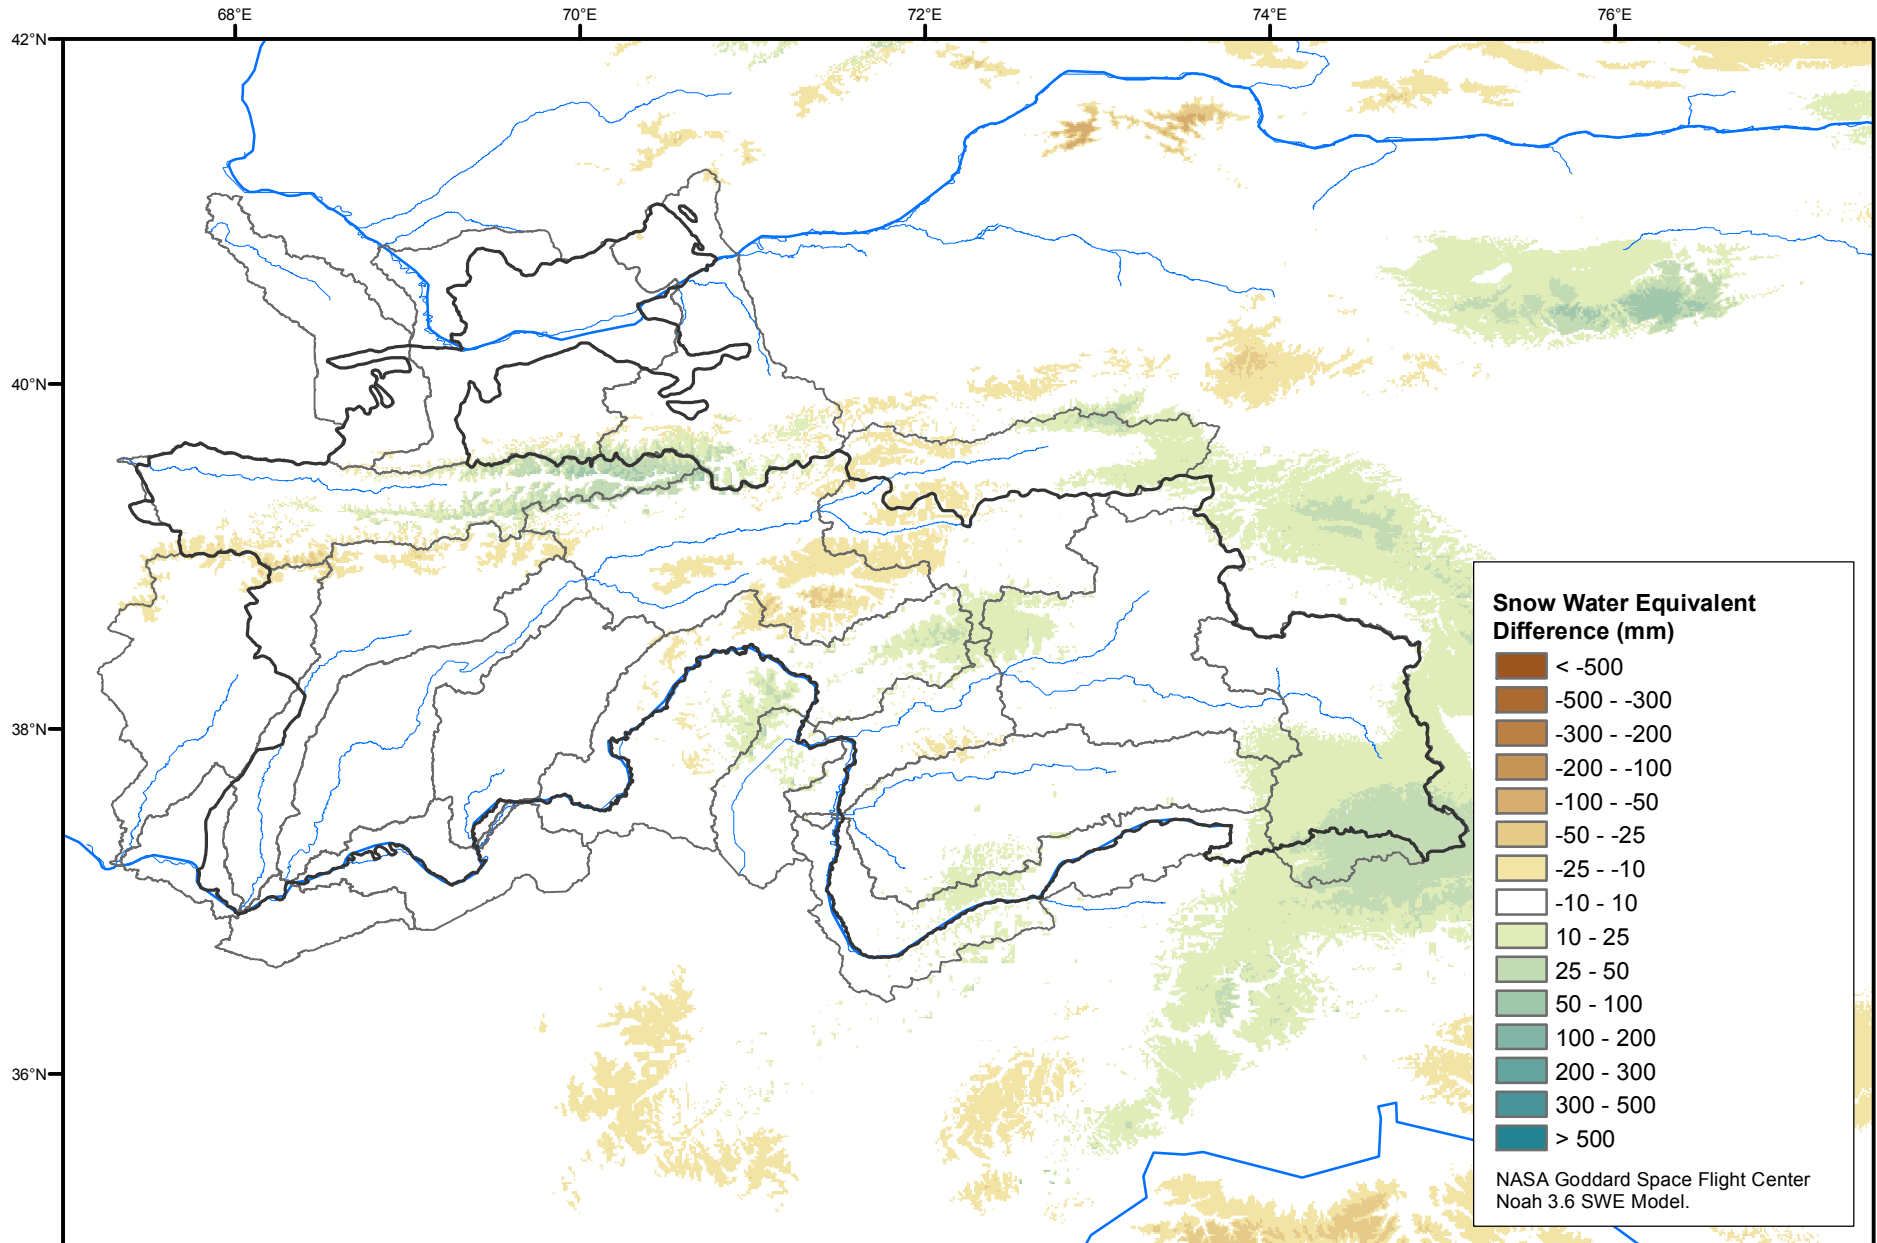 68°E
70°E
72°E
74°E
76°E
42°N
40°N
38°N
36°N
Snow Water Equivalent
Difference (mm)
< -500
-500 - -300
-300 - -200
-200 - -100
-100 - -50
-50 - -25
-25 - -10
-10 - 10
10 - 25
25 - 50
50 - 100
100 - 200
200 - 300
300 - 500
> 500
NASA Goddard Space Flight Center
Noah 3.6 SWE Model.